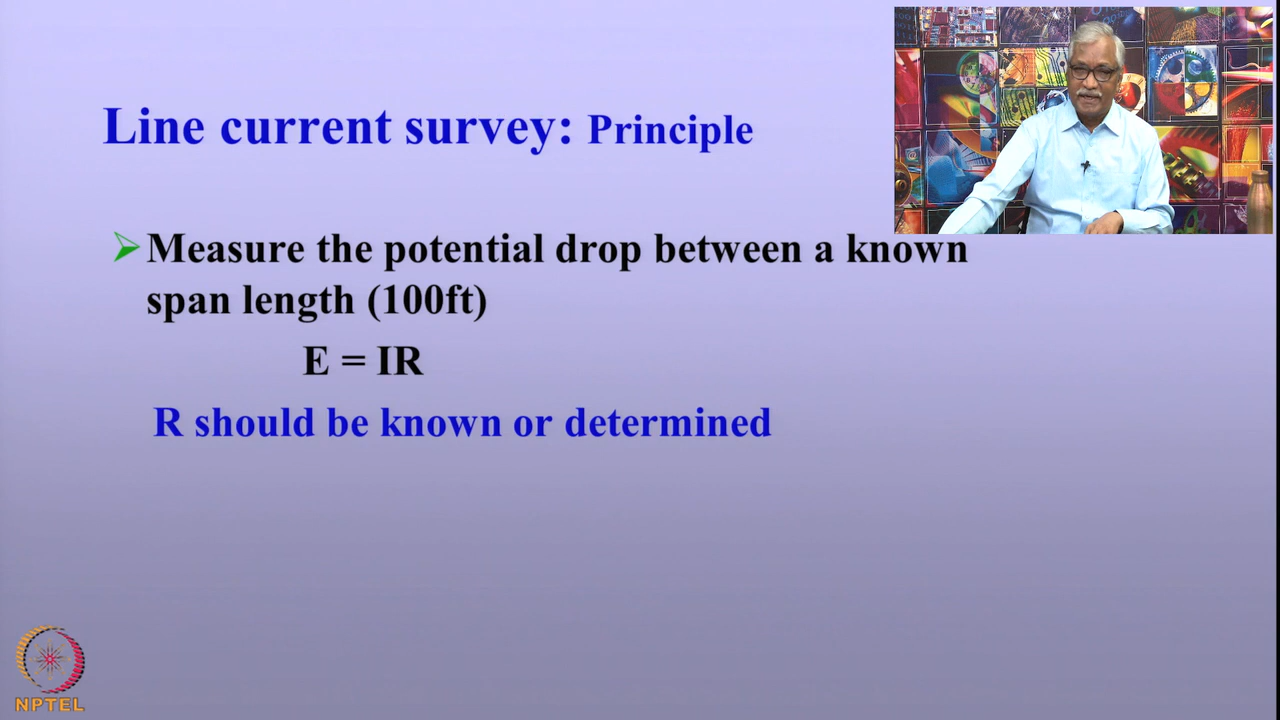 Line current survey: Principle
➢Measure the potential drop between a known
span length (100ft)
E = IR
R should be known or determined
NPTEL